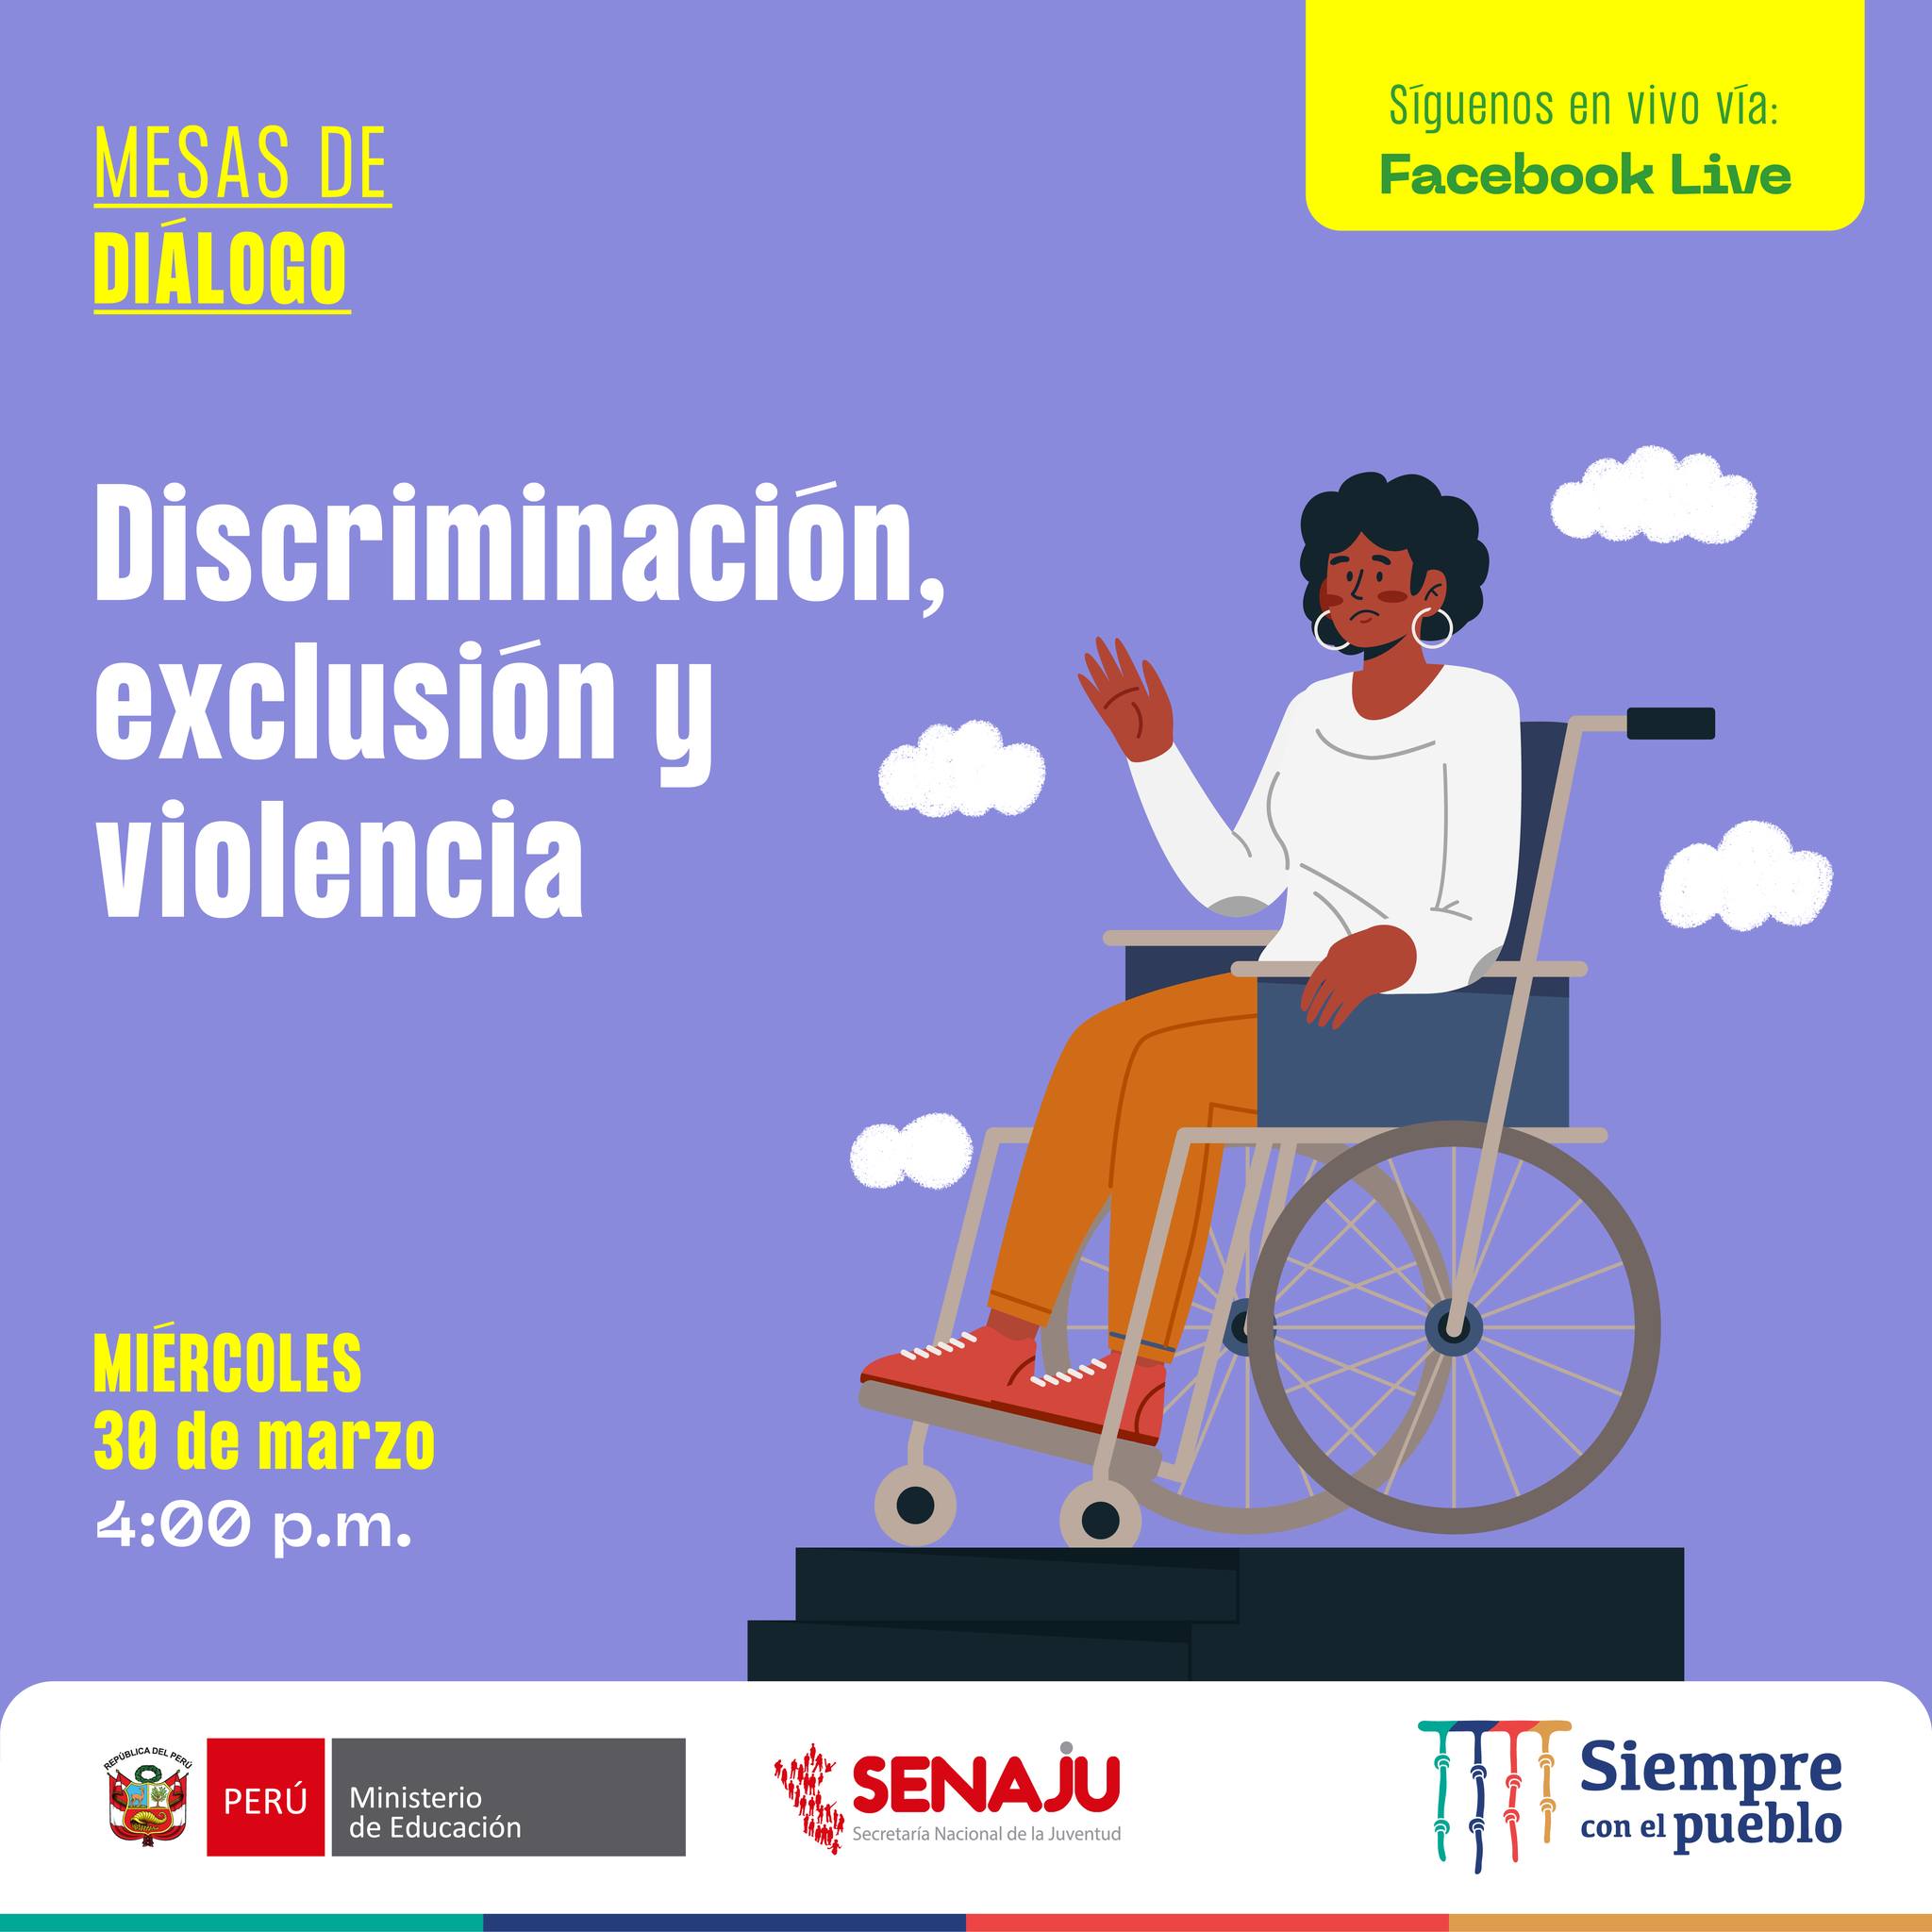 MESAS DE
DIÁLOGO
Síguenos en vivo vía:
Facebook Live
Discriminación,
exclusión y
violencia
MIÉRCOLES
30 de marzo
4:00 p.m.
REPÚBLICA DEL PERÚ
PERÚ
Ministerio
de Educación
SENAJU
Secretaría Nacional de la Juventud
Siempre
con el pueblo